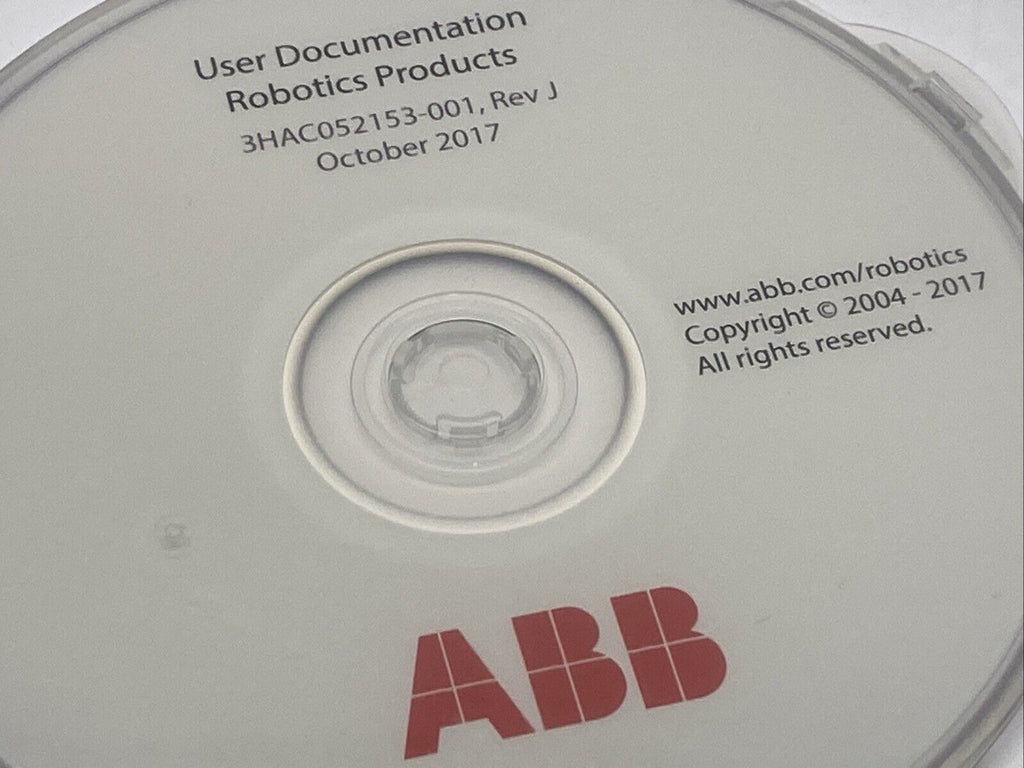 User Documentation
Robotics Products
3HAC052153-001, Rev J
October 2017
www.abb.com/robotics
Copyright © 2004 - 2017
All rights reserved.
ABB